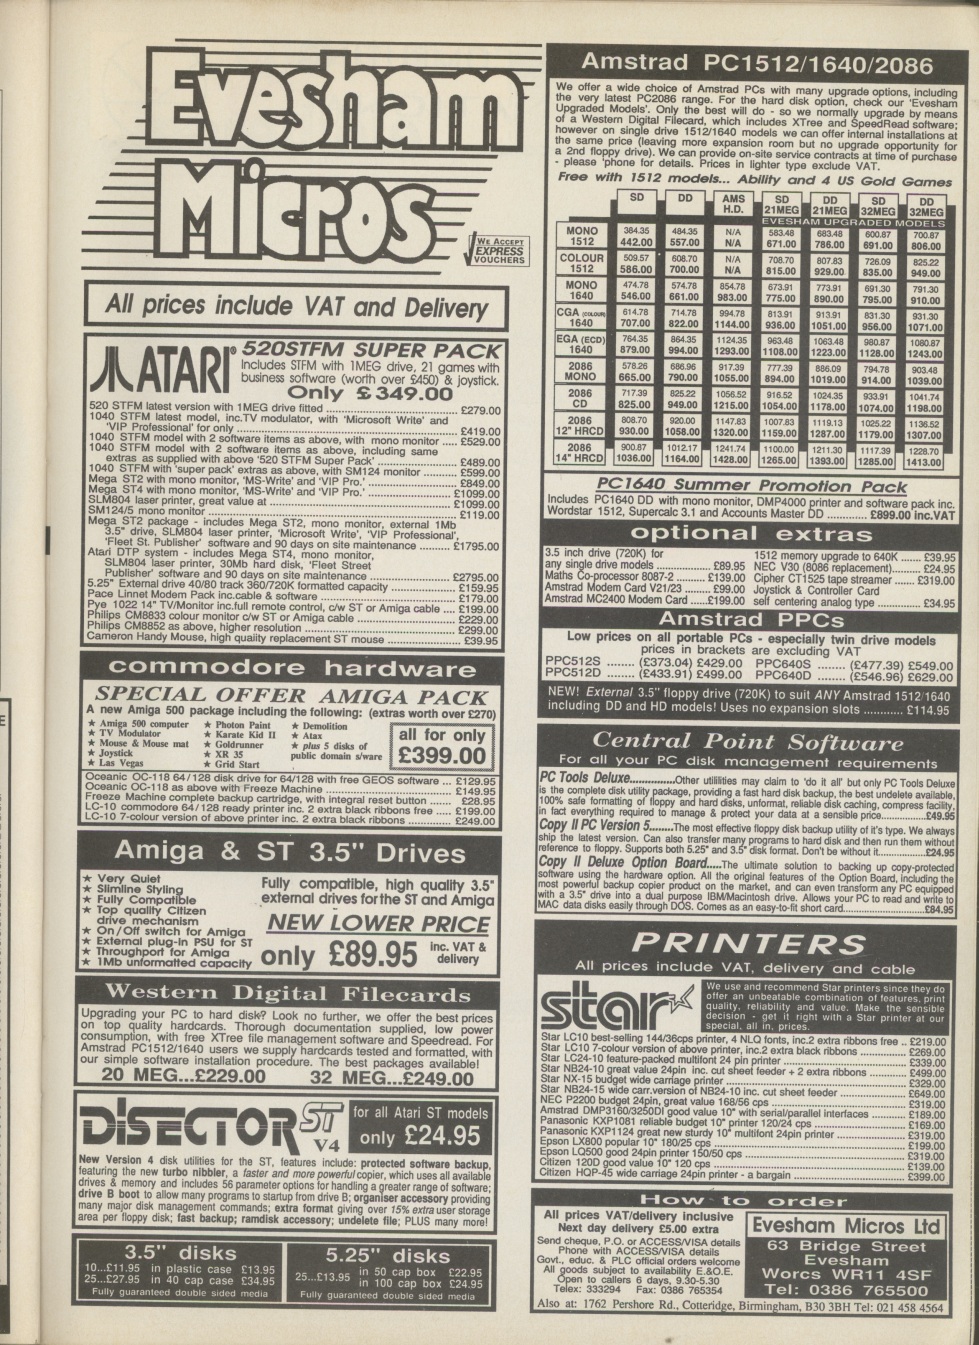 Evesham
Micros
WE ACCEPT
EXPRESS
VOUCHERS
All prices include VAT and Delivery
ATARI® 520STFM SUPER PACK
Includes STFM with 1MEG drive, 21 games with
business software (worth over £450) & joystick.
Only £349.00
520 STFM latest version with 1MEG drive fitted .......... £279.00
1040 STFM latest model, inc.TV modulator, with 'Microsoft Write' and
'VIP Professional' for only .......... £419.00
1040 STFM model with 2 software items as above, with mono monitor ..... £529.00
1040 STFM model with 2 software items as above, including same
extras as supplied with above '520 STFM Super Pack' .......... £489.00
1040 STFM with 'super pack' extras as above, with SM124 monitor ....... £599.00
Mega ST2 with mono monitor, 'MS-Write' and 'VIP Pro.' .......... £849.00
Mega ST4 with mono monitor, 'MS-Write' and 'VIP Pro.' .......... £1099.00
SLM804 laser printer, great value at .......... £1099.00
SM124/5 mono monitor .......... £119.00
Mega ST2 package - includes Mega ST2, mono monitor, external 1Mb
3.5" drive, SLM804 laser printer, 'Microsoft Write', 'VIP Professional',
'Fleet St. Publisher' software and 90 days on site maintenance .......... £1795.00
Atari DTP system - includes Mega ST4, mono monitor,
SLM804 laser printer, 30Mb hard disk, 'Fleet Street
Publisher' software and 90 days on site maintenance .......... £2795.00
5.25" External drive 40/80 track 360/720K formatted capacity .......... £159.95
Pace Linnet Modem Pack inc.cable & software .......... £179.00
Pye 1022 14" TV/Monitor inc.full remote control, c/w ST or Amiga cable .... £199.00
Philips CM8833 colour monitor c/w ST or Amiga cable .......... £229.00
Philips CM8852 as above, higher resolution .......... £299.00
Cameron Handy Mouse, high quality replacement ST mouse .......... £39.95
commodore hardware
SPECIAL OFFER AMIGA PACK
A new Amiga 500 package including the following: (extras worth over £270)
★ Amiga 500 computer ★ Photon Paint ★ Demolition
★ TV Modulator ★ Karate Kid II ★ Atax
★ Mouse & Mouse mat ★ Goldrunner ★ plus 5 disks of
★ Joystick ★ XR 35 public domain s/ware
★ Las Vegas ★ Grid Start
all for only
£399.00
Oceanic OC-118 64/128 disk drive for 64/128 with free GEOS software ... £129.95
Oceanic OC-118 as above with Freeze Machine .......... £149.95
Freeze Machine complete backup cartridge, with integral reset button ....... £28.95
LC-10 commodore 64/128 ready printer inc. 2 extra black ribbons free ..... £199.00
LC-10 7-colour version of above printer inc. 2 extra black ribbons .......... £249.00
Amiga & ST 3.5" Drives
★ Very Quiet
★ Slimline Styling
★ Fully Compatible
★ Top quality Citizen
drive mechanism
★ On/Off switch for Amiga
★ External plug-in PSU for ST
★ Throughport for Amiga
★ 1Mb unformatted capacity
Fully compatible, high quality 3.5"
external drives for the ST and Amiga
NEW LOWER PRICE
only £89.95 inc. VAT &
delivery
Western Digital Filecards
Upgrading your PC to hard disk? Look no further, we offer the best prices
on top quality hardcards. Thorough documentation supplied, low power
consumption, with free XTree file management software and Speedread. For
Amstrad PC1512/1640 users we supply hardcards tested and formatted, with
our simple software installation procedure. The best packages available!
20 MEG...£229.00 32 MEG...£249.00
DISECTOR ST
V4
for all Atari ST models
only £24.95
New Version 4 disk utilities for the ST, features include: protected software backup,
featuring the new turbo nibbler, a faster and more powerful copier, which uses all available
drives & memory and includes 56 parameter options for handling a greater range of software;
drive B boot to allow many programs to startup from drive B; organiser accessory providing
many major disk management commands; extra format giving over 15% extra user storage
area per floppy disk; fast backup; ramdisk accessory; undelete file; PLUS many more!
3.5" disks
10...£11.95 in plastic case £13.95
25...£27.95 in 40 cap case £34.95
Fully guaranteed double sided media
5.25" disks
25...£13.95 in 50 cap box £22.95
in 100 cap box £24.95
Fully guaranteed double sided media
Amstrad PC1512/1640/2086
We offer a wide choice of Amstrad PCs with many upgrade options, including
the very latest PC2086 range. For the hard disk option, check our 'Evesham
Upgraded Models'. Only the best will do - so we normally upgrade by means
of a Western Digital Filecard, which includes XTree and SpeedRead software;
however on single drive 1512/1640 models we can offer internal installations at
the same price (leaving more expansion room but no upgrade opportunity for
a 2nd floppy drive). We can provide on-site service contracts at time of purchase
- please 'phone for details. Prices in lighter type exclude VAT.
Free with 1512 models... Ability and 4 US Gold Games
SD DD AMS SD DD SD DD
H.D. 21MEG 21MEG 32MEG 32MEG
EVESHAM UPGRADED MODELS
MONO 384.35 484.35 N/A 583.48 683.48 600.87 700.87
1512 442.00 557.00 N/A 671.00 786.00 691.00 806.00
COLOUR 509.57 608.70 N/A 708.70 807.83 726.09 825.22
1512 586.00 700.00 N/A 815.00 929.00 835.00 949.00
MONO 474.78 574.78 854.78 673.91 773.91 691.30 791.30
1640 546.00 661.00 983.00 775.00 890.00 795.00 910.00
CGA (COLOUR) 614.78 714.78 994.78 813.91 913.91 831.30 931.30
1640 707.00 822.00 1144.00 936.00 1051.00 956.00 1071.00
EGA (ECD) 764.35 864.35 1124.35 963.48 1063.48 980.87 1080.87
1640 879.00 994.00 1293.00 1108.00 1223.00 1128.00 1243.00
2086 578.26 686.96 917.39 777.39 886.09 794.78 903.48
MONO 665.00 790.00 1055.00 894.00 1019.00 914.00 1039.00
2086 717.39 825.22 1056.52 916.52 1024.35 933.91 1041.74
CD 825.00 949.00 1215.00 1054.00 1178.00 1074.00 1198.00
2086 808.70 920.00 1147.83 1007.83 1119.13 1025.22 1136.52
12" HRCD 930.00 1058.00 1320.00 1159.00 1287.00 1179.00 1307.00
2086 900.87 1012.17 1241.74 1100.00 1211.30 1117.39 1228.70
14" HRCD 1036.00 1164.00 1428.00 1265.00 1393.00 1285.00 1413.00
PC1640 Summer Promotion Pack
Includes PC1640 DD with mono monitor, DMP4000 printer and software pack inc.
Wordstar 1512, Supercalc 3.1 and Accounts Master DD .......... £899.00 inc.VAT
optional extras
3.5 inch drive (720K) for
any single drive models .......... £89.95
Maths Co-processor 8087-2 .......... £139.00
Amstrad Modem Card V21/23 ....... £99.00
Amstrad MC2400 Modem Card .....£199.00
1512 memory upgrade to 640K ...... £39.95
NEC V30 (8086 replacement).......... £24.95
Cipher CT1525 tape streamer ....... £319.00
Joystick & Controller Card
self centering analog type .......... £34.95
Amstrad PPCs
Low prices on all portable PCs - especially twin drive models
prices in brackets are excluding VAT
PPC512S ........ (£373.04) £429.00 PPC640S ........ (£477.39) £549.00
PPC512D ........ (£433.91) £499.00 PPC640D ........ (£546.96) £629.00
NEW! External 3.5" floppy drive (720K) to suit ANY Amstrad 1512/1640
including DD and HD models! Uses no expansion slots ............ £114.95
Central Point Software
For all your PC disk management requirements
PC Tools Deluxe..............Other utilities may claim to 'do it all' but only PC Tools Deluxe
is the complete disk utility package, providing a fast hard disk backup, the best undelete available,
100% safe formatting of floppy and hard disks, unformat, reliable disk caching, compress facility,
in fact everything required to manage & protect your data at a sensible price..........£49.95
Copy II PC Version 5.......The most effective floppy disk backup utility of it's type. We always
ship the latest version. Can also transfer many programs to hard disk and then run them without
reference to floppy. Supports both 5.25" and 3.5" disk format. Don't be without it..........£24.95
Copy II Deluxe Option Board.....The ultimate solution to backing up copy-protected
software using the hardware option. All the original features of the Option Board, including the
most powerful backup copier product on the market, and can even transform any PC equipped
with a 3.5" drive into a dual purpose IBM/Macintosh drive. Allows your PC to read and write to
MAC data disks easily through DOS. Comes as an easy-to-fit short card..........£84.95
PRINTERS
All prices include VAT, delivery and cable
star
We use and recommend Star printers since they do
offer an unbeatable combination of features, print
quality, reliability and value. Make the sensible
decision - get it right with a Star printer at our
special, all in, prices.
Star LC10 best-selling 144/36cps printer, 4 NLQ fonts, inc.2 extra ribbons free .. £219.00
Star LC10 7-colour version of above printer, inc.2 extra black ribbons .......... £269.00
Star LC24-10 feature-packed multifont 24 pin printer .......... £339.00
Star NB24-10 great value 24pin inc. cut sheet feeder + 2 extra ribbons .......... £499.00
Star NX-15 budget wide carriage printer .......... £329.00
Star NB24-15 wide carr.version of NB24-10 inc. cut sheet feeder .......... £649.00
NEC P2200 budget 24pin, great value 168/56 cps .......... £319.00
Amstrad DMP3160/3250DI good value 10" with serial/parallel interfaces .......... £189.00
Panasonic KXP1081 reliable budget 10" printer 120/24 cps .......... £169.00
Panasonic KXP1124 great new sturdy 10" multifont 24pin printer .......... £319.00
Epson LX800 popular 10" 180/25 cps .......... £199.00
Epson LQ500 good 24pin printer 150/50 cps .......... £319.00
Citizen 120D good value 10" 120 cps .......... £139.00
Citizen HQP-45 wide carriage 24pin printer - a bargain .......... £399.00
How to order
All prices VAT/delivery inclusive
Next day delivery £5.00 extra
Send cheque, P.O. or ACCESS/VISA details
Phone with ACCESS/VISA details
Govt., educ. & PLC official orders welcome
All goods subject to availability E.&O.E.
Open to callers 6 days, 9.30-5.30
Telex: 333294 Fax: 0386 765354
Evesham Micros Ltd
63 Bridge Street
Evesham
Worcs WR11 4SF
Tel: 0386 765500
Also at: 1762 Pershore Rd., Cotteridge, Birmingham, B30 3BH Tel: 021 458 4564